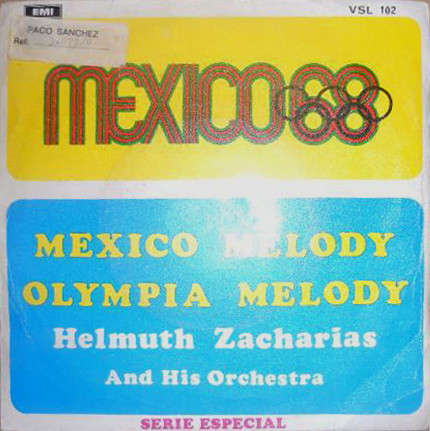 EMI
VSL 102
PACO SANCHEZ
Ref:
MEXICO68
MEXICO MELODY
OLYMPIA MELODY
Helmuth Zacharias
And His Orchestra
SERIE ESPECIAL